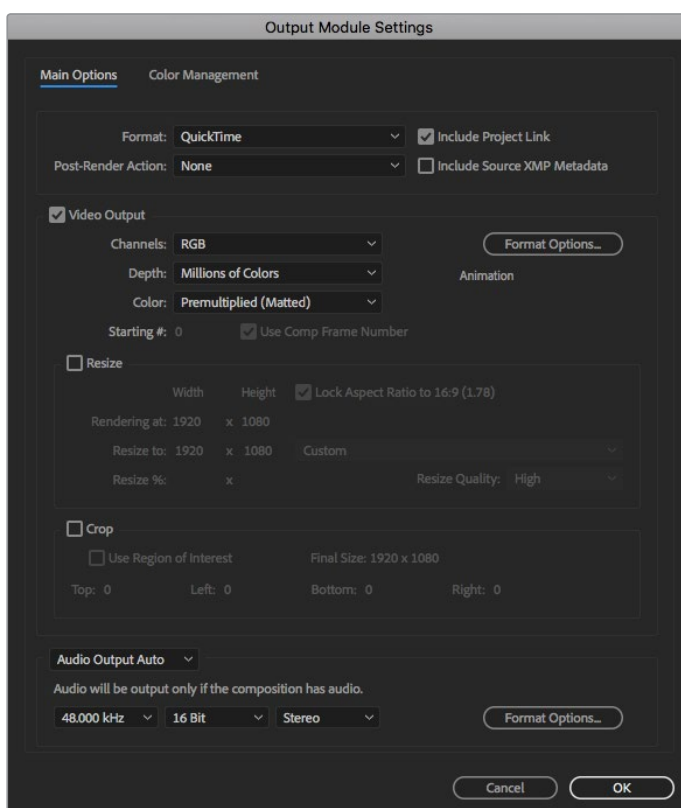 Output Module Settings
Main Options Color Management
Format: QuickTime Include Project Link
Post-Render Action: None Include Source XMP Metadata
Video Output
Channels: RGB Format Options...
Depth: Millions of Colors Animation
Color: Premultiplied (Matted)
Starting #: 0 Use Comp Frame Number
Resize
Width Height Lock Aspect Ratio to 16:9 (1.78)
Rendering at: 1920 x 1080
Resize to: 1920 x 1080 Custom
Resize %: x Resize Quality: High
Crop
Use Region of Interest Final Size: 1920 x 1080
Top: 0 Left: 0 Bottom: 0 Right: 0
Audio Output Auto
Audio will be output only if the composition has audio.
48.000 kHz 16 Bit Stereo Format Options...
Cancel OK